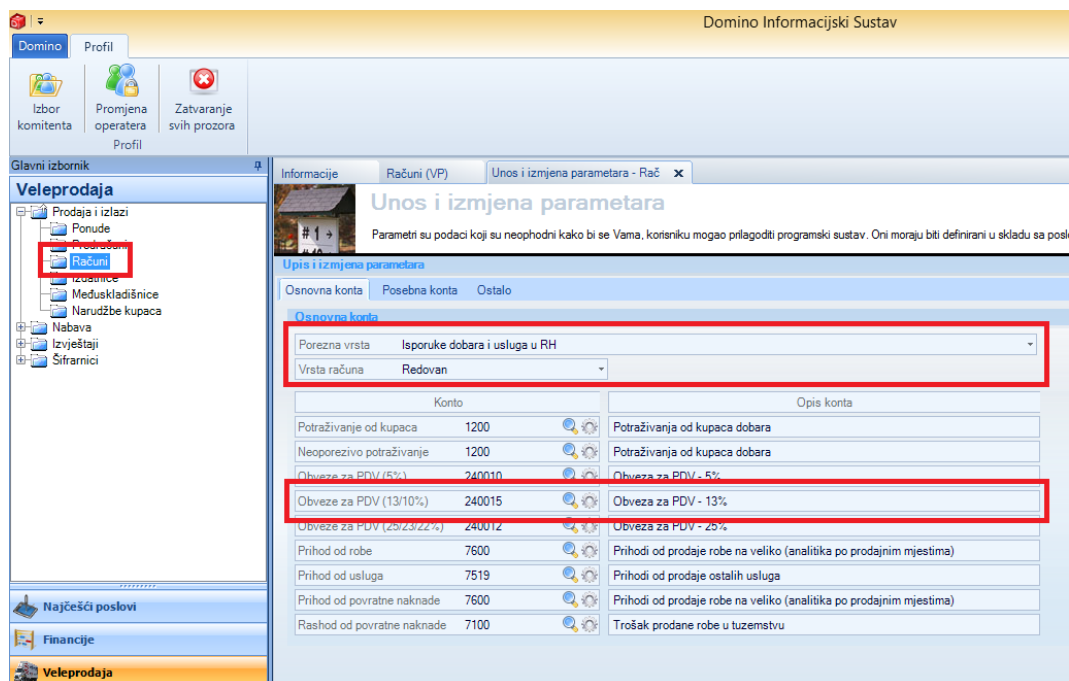 Domino Informacijski Sustav
Domino Profil
Izbor komitenta
Promjena operatera
Zatvaranje svih prozora
Profil
Glavni izbornik
Veleprodaja
Prodaja i izlazi
Ponude
Predračuni
Računi
Izdatnice
Međuskladišnice
Narudžbe kupaca
Nabava
Izvještaji
Šifrarnici
Najčešći poslovi
Financije
Veleprodaja
Informacije Računi (VP) Unos i izmjena parametara - Rač x
Unos i izmjena parametara
# 1 →
Parametri su podaci koji su neophodni kako bi se Vama, korisniku mogao prilagoditi programski sustav. Oni moraju biti definirani u skladu sa poslo
Upis i izmjena parametara
Osnovna konta Posebna konta Ostalo
Osnovna konta
Porezna vrsta Isporuke dobara i usluga u RH
Vrsta računa Redovan
Konto Opis konta
Potraživanje od kupaca 1200 Potraživanja od kupaca dobara
Neoporezivo potraživanje 1200 Potraživanja od kupaca dobara
Obveze za PDV (5%) 240010 Obveza za PDV - 5%
Obveze za PDV (13/10%) 240015 Obveza za PDV - 13%
Obveze za PDV (25/23/22%) 240012 Obveza za PDV - 25%
Prihod od robe 7600 Prihodi od prodaje robe na veliko (analitika po prodajnim mjestima)
Prihod od usluga 7519 Prihodi od prodaje ostalih usluga
Prihod od povratne naknade 7600 Prihodi od prodaje robe na veliko (analitika po prodajnim mjestima)
Rashod od povratne naknade 7100 Trošak prodane robe u tuzemstvu